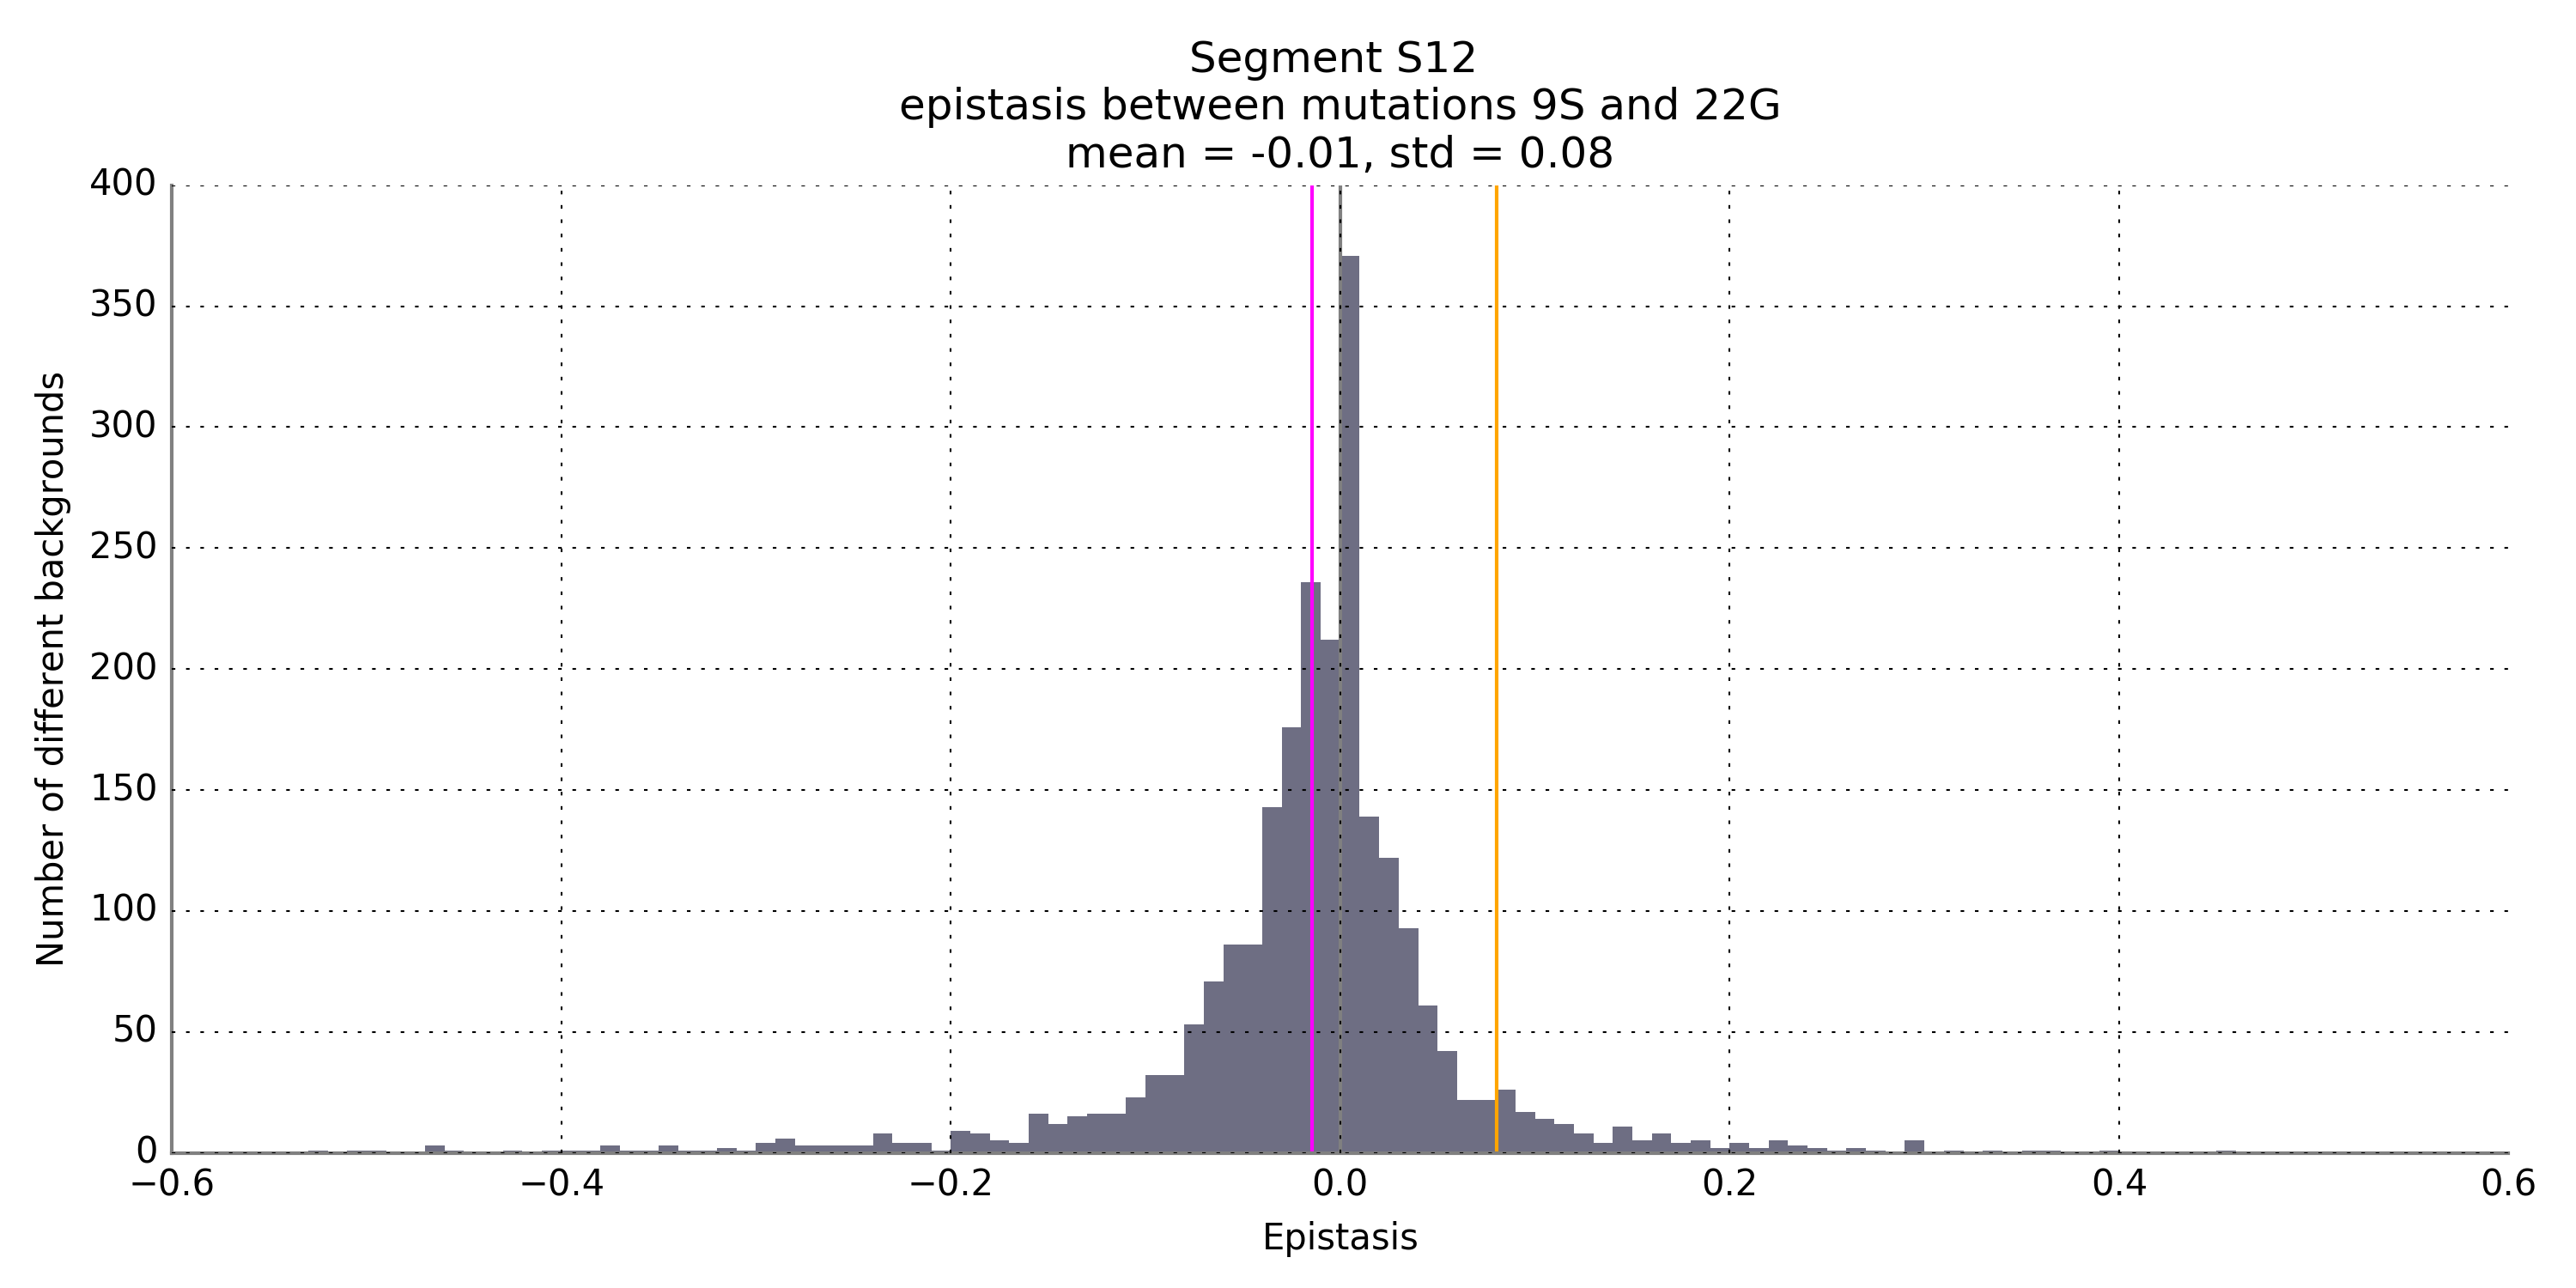 Segment S12
epistasis between mutations 9S and 22G
mean = -0.01, std = 0.08
400
350
300
250
200
150
100
50
0
Number of different backgrounds
−0.6 −0.4 −0.2 0.0 0.2 0.4 0.6
Epistasis